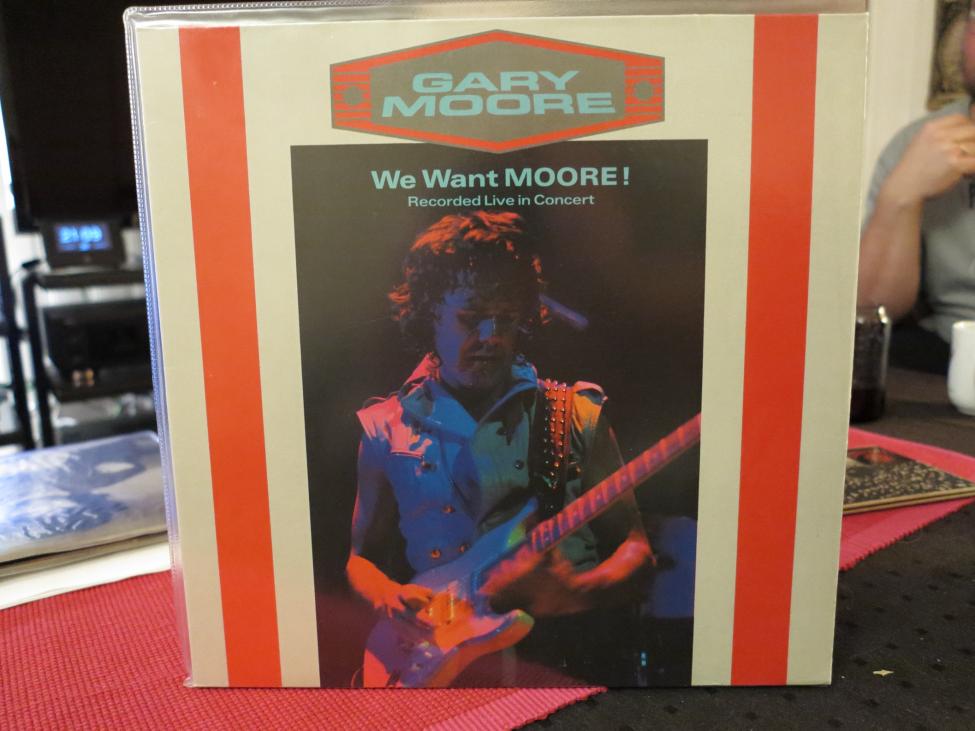 GARY
MOORE
We Want MOORE!
Recorded Live in Concert